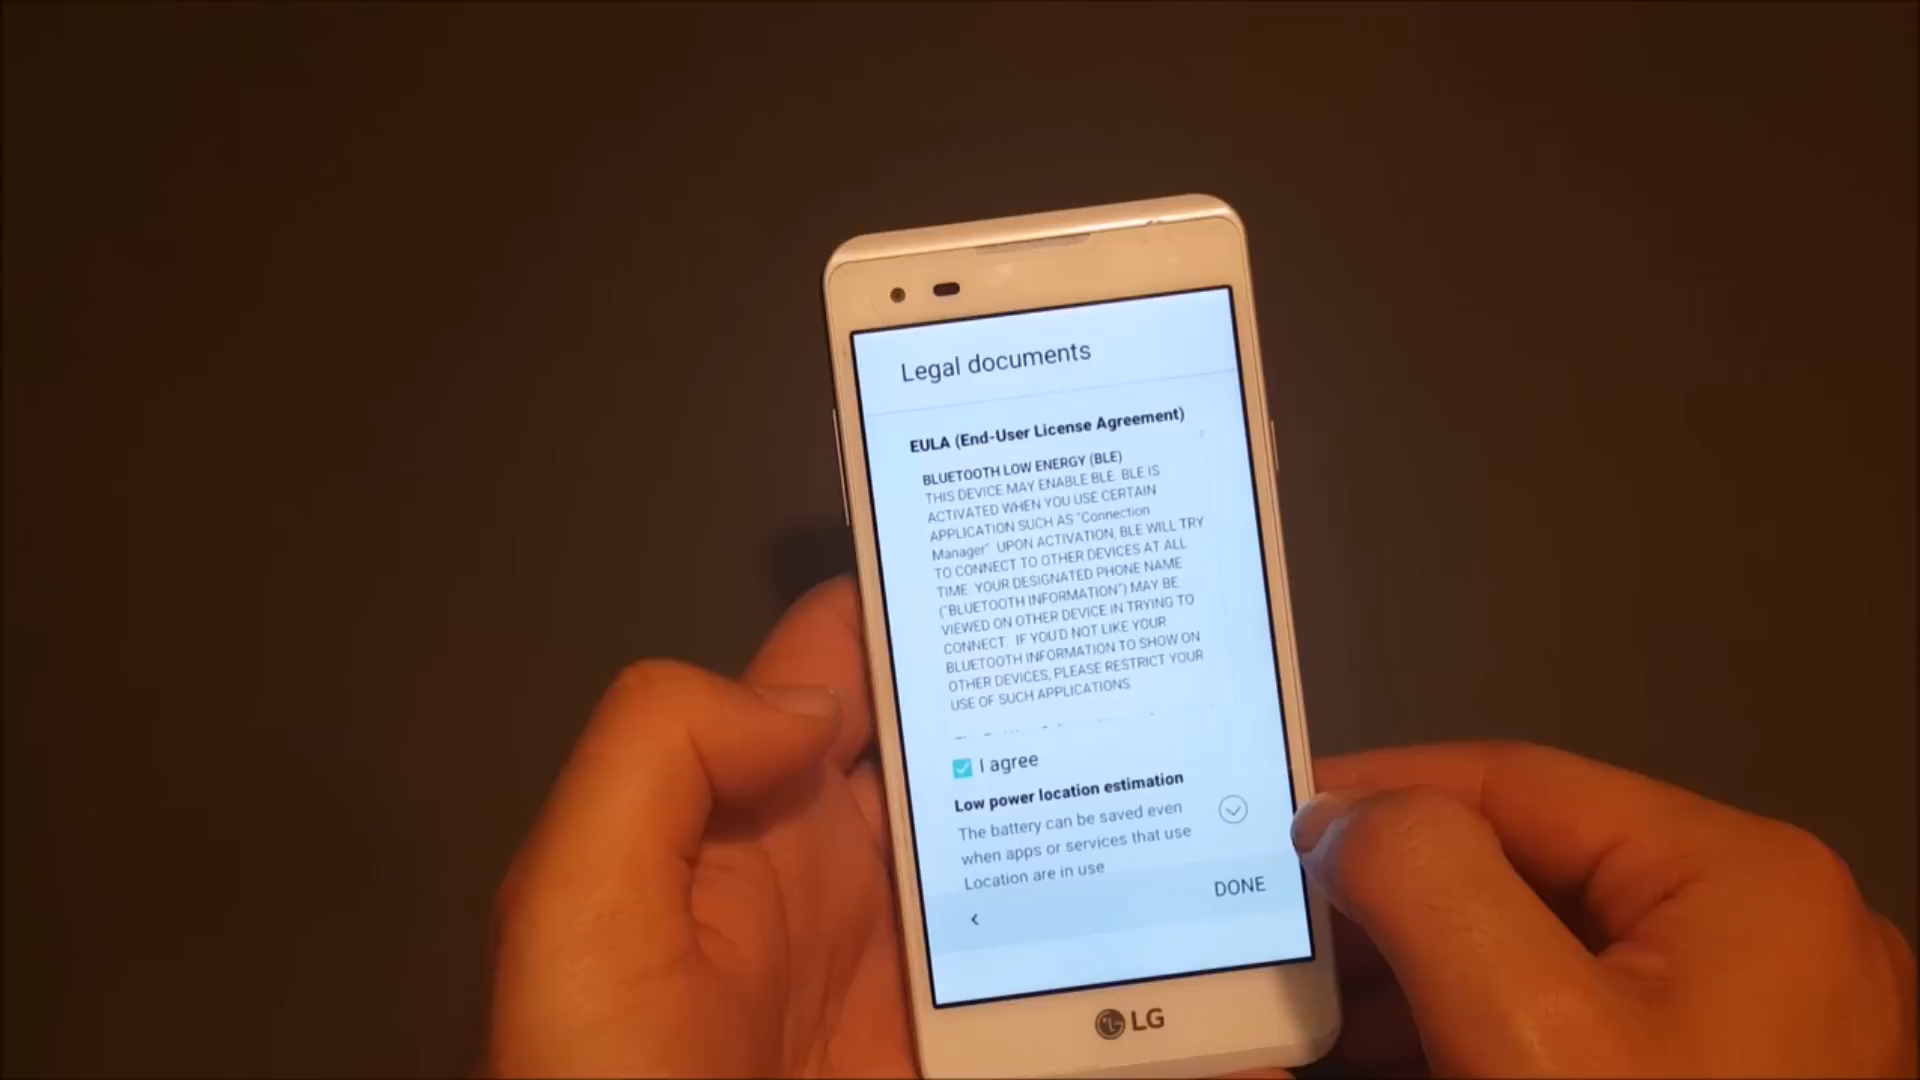 Legal documents
EULA (End-User License Agreement)
BLUETOOTH LOW ENERGY (BLE)
THIS DEVICE MAY ENABLE BLE. BLE IS
ACTIVATED WHEN YOU USE CERTAIN
APPLICATION SUCH AS "Connection
Manager". UPON ACTIVATION, BLE WILL TRY
TO CONNECT TO OTHER DEVICES AT ALL
TIME. YOUR DESIGNATED PHONE NAME
("BLUETOOTH INFORMATION") MAY BE
VIEWED ON OTHER DEVICE IN TRYING TO
CONNECT. IF YOU'D NOT LIKE YOUR
BLUETOOTH INFORMATION TO SHOW ON
OTHER DEVICES, PLEASE RESTRICT YOUR
USE OF SUCH APPLICATIONS
I agree
Low power location estimation
The battery can be saved even
when apps or services that use
Location are in use
DONE
LG